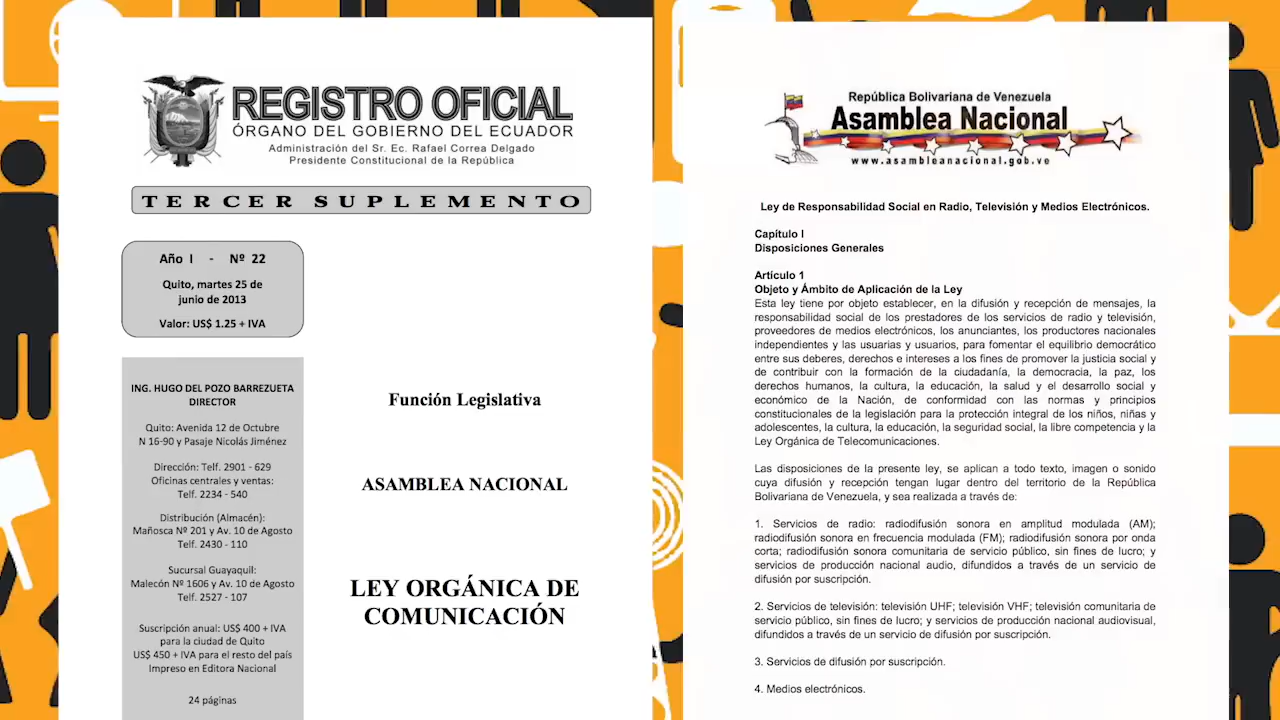 REGISTRO OFICIAL
ÓRGANO DEL GOBIERNO DEL ECUADOR
Administración del Sr. Ec. Rafael Correa Delgado
Presidente Constitucional de la República
TERCER SUPLEMENTO
Año I - Nº 22
Quito, martes 25 de
junio de 2013
Valor: US$ 1.25 + IVA
ING. HUGO DEL POZO BARREZUETA
DIRECTOR
Quito: Avenida 12 de Octubre
N 16-90 y Pasaje Nicolás Jiménez
Dirección: Telf. 2901 - 629
Oficinas centrales y ventas:
Telf. 2234 - 540
Distribución (Almacén):
Mañosca Nº 201 y Av. 10 de Agosto
Telf. 2430 - 110
Sucursal Guayaquil:
Malecón Nº 1606 y Av. 10 de Agosto
Telf. 2527 - 107
Suscripción anual: US$ 400 + IVA
para la ciudad de Quito
US$ 450 + IVA para el resto del país
Impreso en Editora Nacional
24 páginas
Función Legislativa
ASAMBLEA NACIONAL
LEY ORGÁNICA DE
COMUNICACIÓN
República Bolivariana de Venezuela
Asamblea Nacional
www.asambleanacional.gob.ve
Ley de Responsabilidad Social en Radio, Televisión y Medios Electrónicos.
Capítulo I
Disposiciones Generales
Artículo 1
Objeto y Ámbito de Aplicación de la Ley
Esta ley tiene por objeto establecer, en la difusión y recepción de mensajes, la
responsabilidad social de los prestadores de los servicios de radio y televisión,
proveedores de medios electrónicos, los anunciantes, los productores nacionales
independientes y las usuarias y usuarios, para fomentar el equilibrio democrático
entre sus deberes, derechos e intereses a los fines de promover la justicia social y
de contribuir con la formación de la ciudadanía, la democracia, la paz, los
derechos humanos, la cultura, la educación, la salud y el desarrollo social y
económico de la Nación, de conformidad con las normas y principios
constitucionales de la legislación para la protección integral de los niños, niñas y
adolescentes, la cultura, la educación, la seguridad social, la libre competencia y la
Ley Orgánica de Telecomunicaciones.
Las disposiciones de la presente ley, se aplican a todo texto, imagen o sonido
cuya difusión y recepción tengan lugar dentro del territorio de la República
Bolivariana de Venezuela, y sea realizada a través de:
1. Servicios de radio: radiodifusión sonora en amplitud modulada (AM);
radiodifusión sonora en frecuencia modulada (FM); radiodifusión sonora por onda
corta; radiodifusión sonora comunitaria de servicio público, sin fines de lucro; y
servicios de producción nacional audio, difundidos a través de un servicio de
difusión por suscripción.
2. Servicios de televisión: televisión UHF; televisión VHF; televisión comunitaria de
servicio público, sin fines de lucro; y servicios de producción nacional audiovisual,
difundidos a través de un servicio de difusión por suscripción.
3. Servicios de difusión por suscripción.
4. Medios electrónicos.